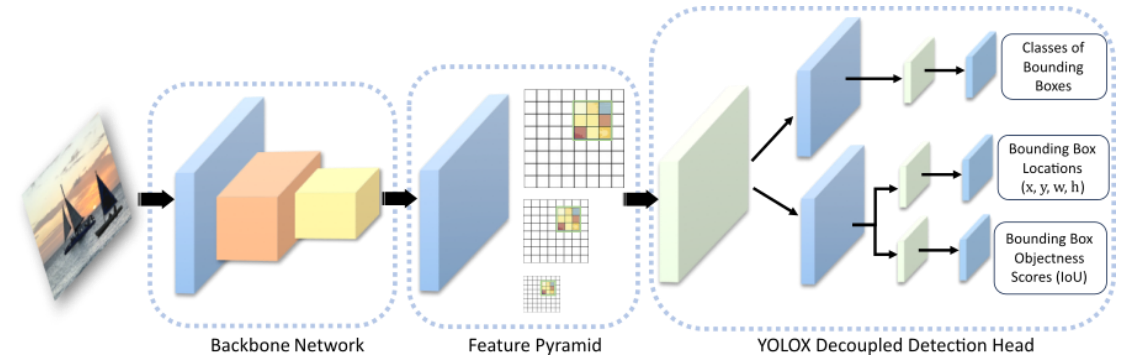 Classes of
Bounding
Boxes
Bounding Box
Locations
(x, y, w, h)
Bounding Box
Objectness
Scores (IoU)
Backbone Network
Feature Pyramid
YOLOX Decoupled Detection Head